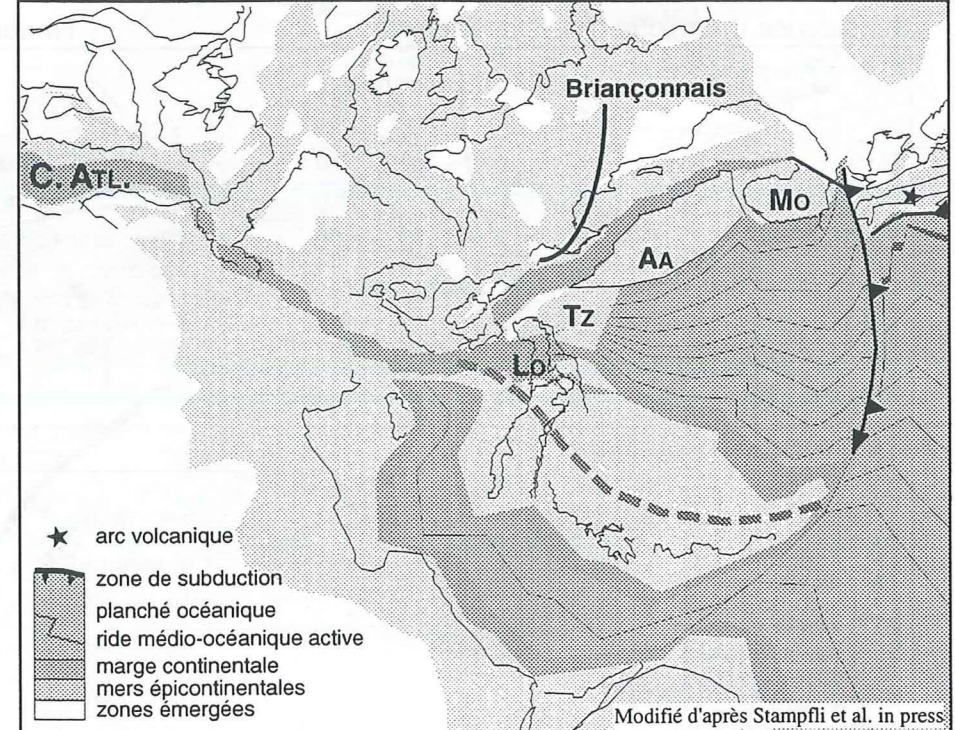 Briançonnais
C. ATL.
MO
AA
TZ
LO
arc volcanique
zone de subduction
planché océanique
ride médio-océanique active
marge continentale
mers épicontinentales
zones émergées
Modifié d'après Stampfli et al. in press